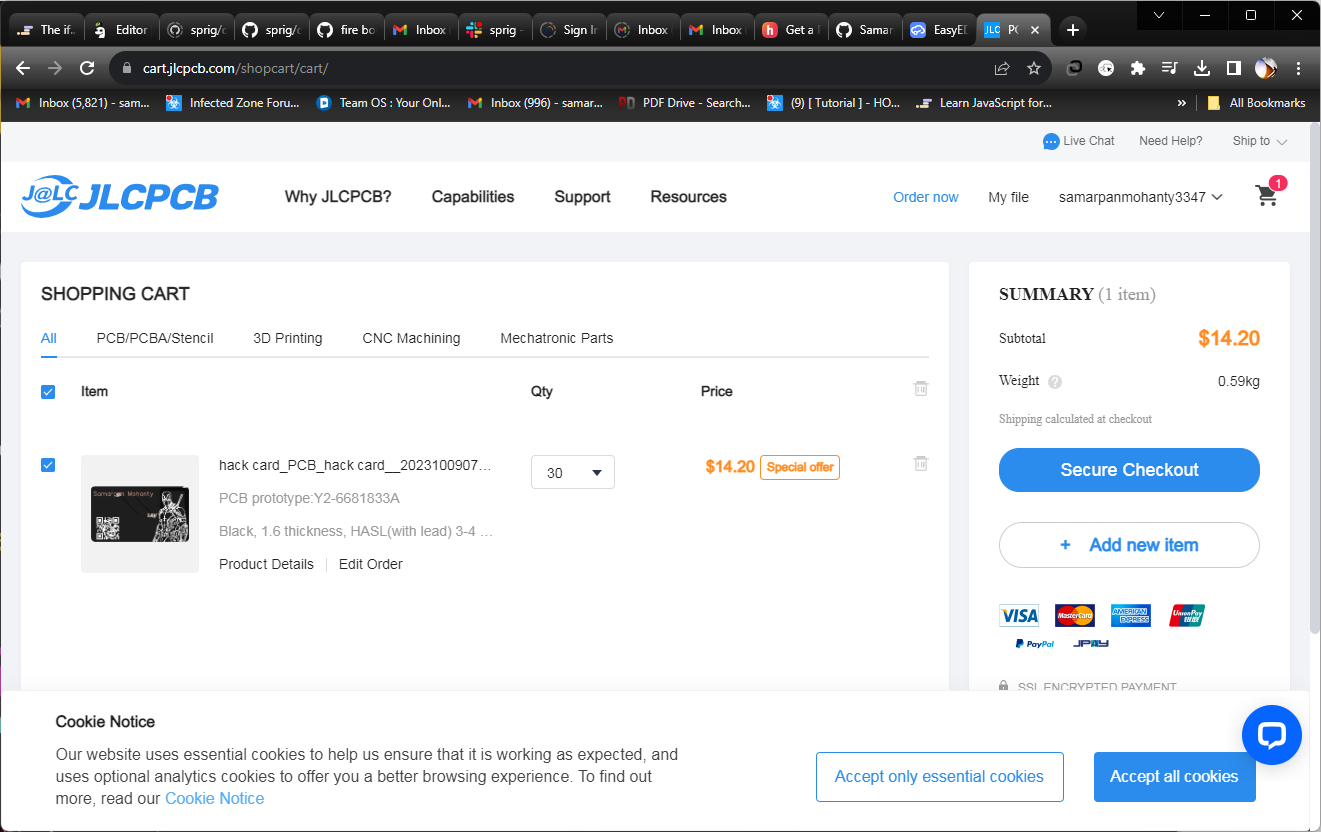 The if.
Editor
sprig/c
sprig/c
fire bo
Inbox
sprig -
Sign In
Inbox
Inbox
Get a
Samar
EasyED
JLC PC
cart.jlcpcb.com/shopcart/cart/
Inbox (5,821) - sam...
Infected Zone Foru...
Team OS : Your Onl...
Inbox (996) - samar...
PDF Drive - Search...
(9) [ Tutorial ] - HO...
Learn JavaScript for...
»
All Bookmarks
Live Chat
Need Help?
Ship to
J@LC JLCPCB
Why JLCPCB?
Capabilities
Support
Resources
Order now
My file
samarpanmohanty3347
1
SHOPPING CART
All
PCB/PCBA/Stencil
3D Printing
CNC Machining
Mechatronic Parts
Item
Qty
Price
Samarpan Mohanty
hack card_PCB_hack card__2023100907...
PCB prototype:Y2-6681833A
Black, 1.6 thickness, HASL(with lead) 3-4 ...
Product Details
Edit Order
30
$14.20
Special offer
SUMMARY (1 item)
Subtotal
$14.20
Weight ?
0.59kg
Shipping calculated at checkout
Secure Checkout
+ Add new item
VISA
MasterCard
AMERICAN EXPRESS
UnionPay 银联
PayPal
JPAY
SSL ENCRYPTED PAYMENT
Cookie Notice
Our website uses essential cookies to help us ensure that it is working as expected, and
uses optional analytics cookies to offer you a better browsing experience. To find out
more, read our Cookie Notice
Accept only essential cookies
Accept all cookies